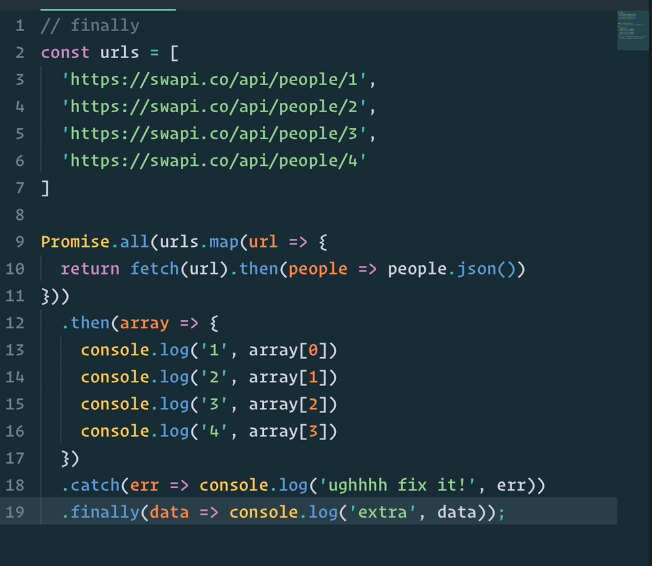 1 // finally
2 const urls = [
3 'https://swapi.co/api/people/1',
4 'https://swapi.co/api/people/2',
5 'https://swapi.co/api/people/3',
6 'https://swapi.co/api/people/4'
7 ]
8
9 Promise.all(urls.map(url => {
10 return fetch(url).then(people => people.json())
11 }))
12 .then(array => {
13 console.log('1', array[0])
14 console.log('2', array[1])
15 console.log('3', array[2])
16 console.log('4', array[3])
17 })
18 .catch(err => console.log('ughhhh fix it!', err))
19 .finally(data => console.log('extra', data));